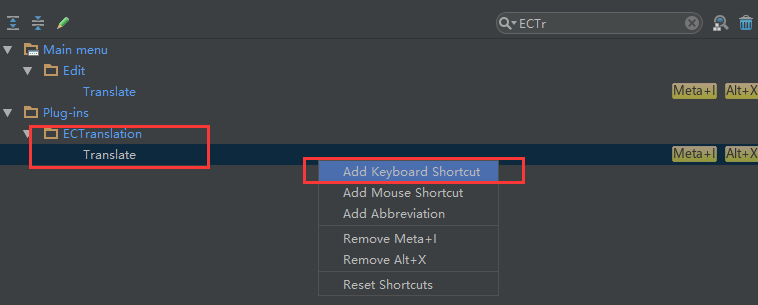 ECTr
Main menu
Edit
Translate Meta+I Alt+X
Plug-ins
ECTranslation
Translate Meta+I Alt+X
Add Keyboard Shortcut
Add Mouse Shortcut
Add Abbreviation
Remove Meta+I
Remove Alt+X
Reset Shortcuts